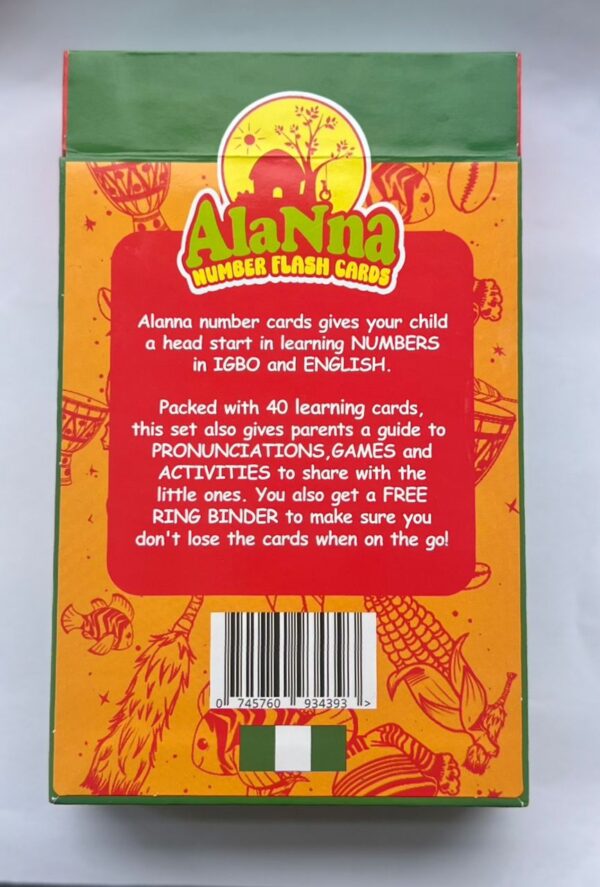 AlaNna
NUMBER FLASH CARDS
Alanna number cards gives your child
a head start in learning NUMBERS
in IGBO and ENGLISH.
Packed with 40 learning cards,
this set also gives parents a guide to
PRONUNCIATIONS,GAMES and
ACTIVITIES to share with the
little ones. You also get a FREE
RING BINDER to make sure you
don't lose the cards when on the go!
0 745760 934393 >